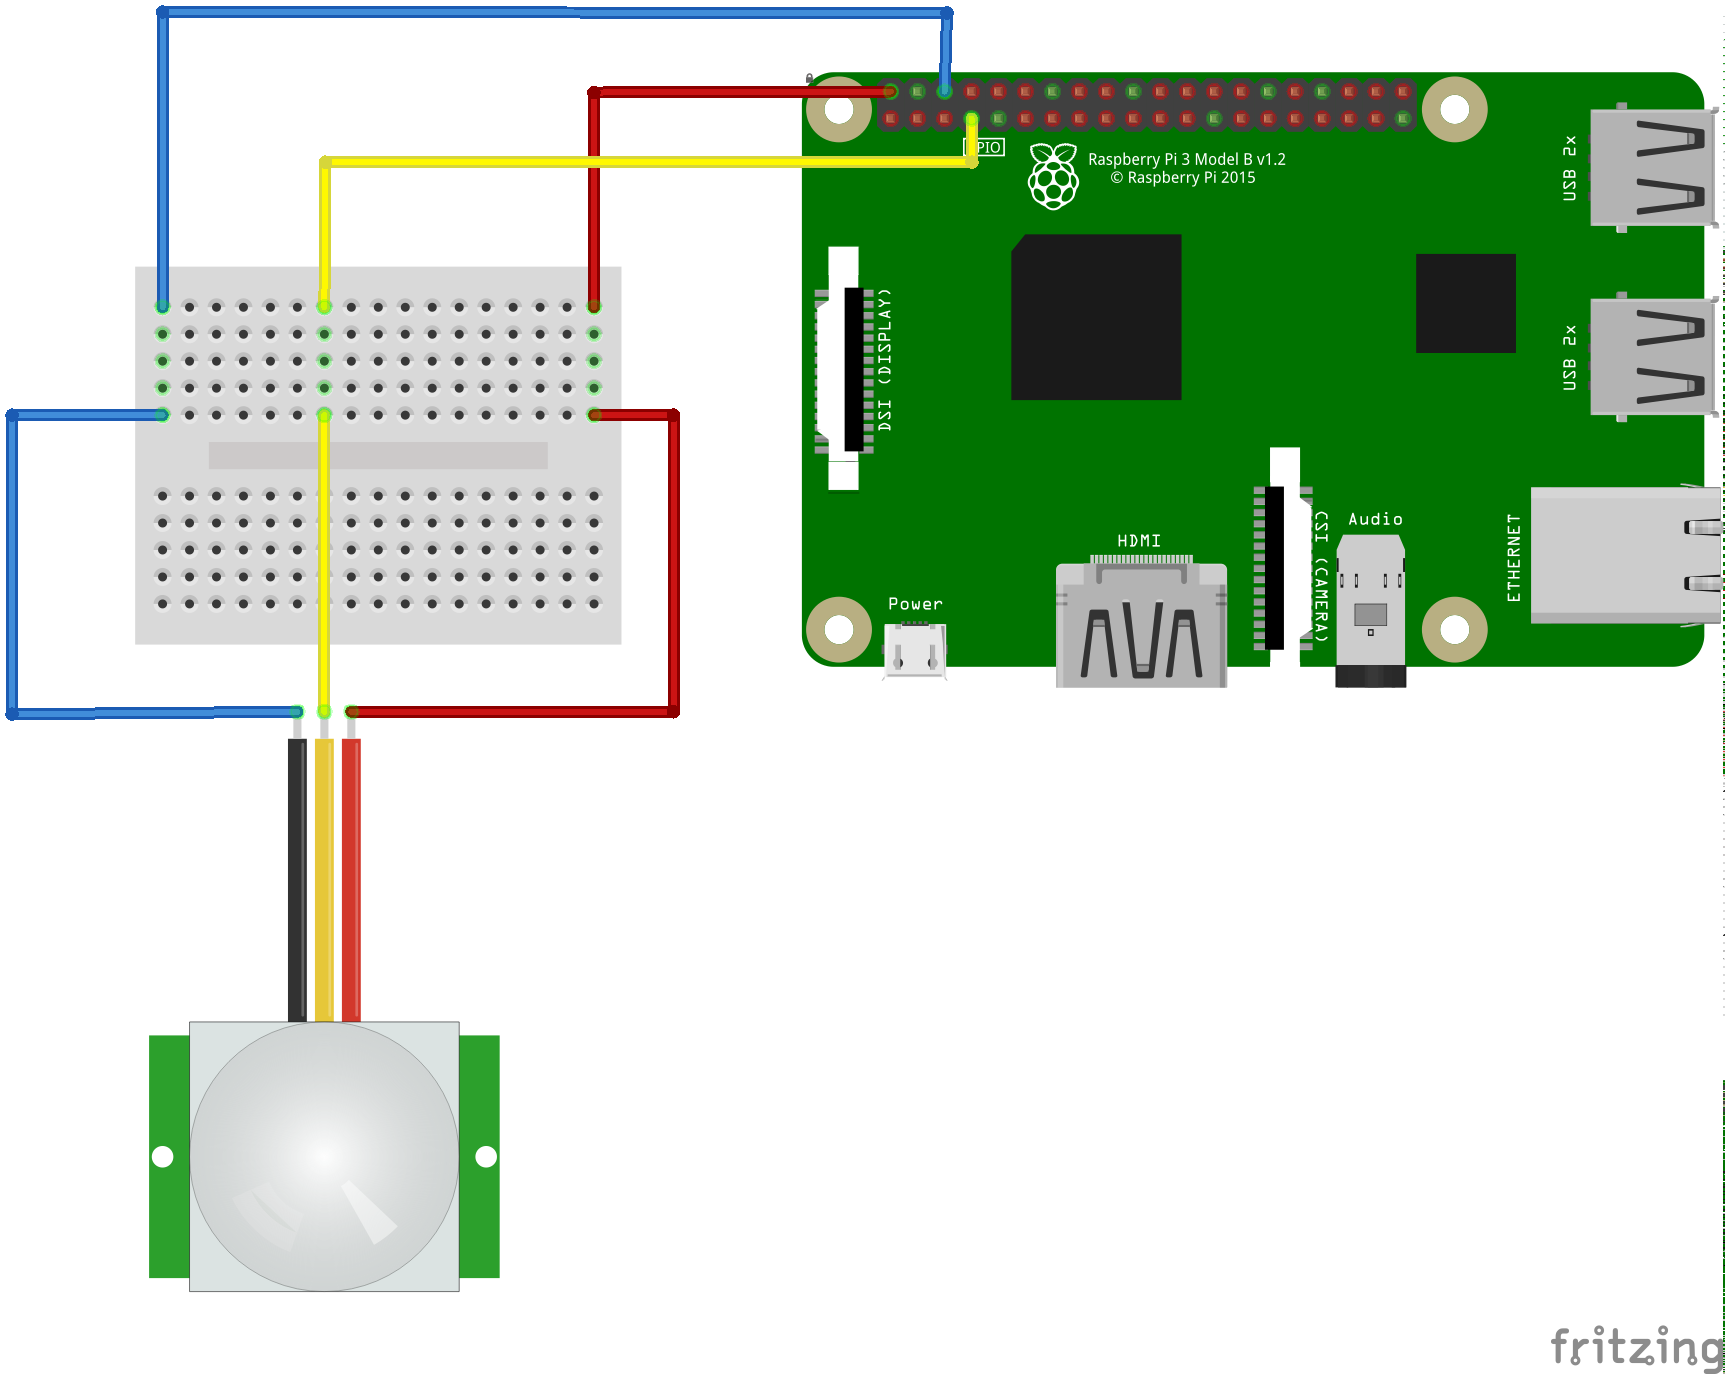 GPIO
Raspberry Pi 3 Model B v1.2
© Raspberry Pi 2015
USB 2x
DSI (DISPLAY)
USB 2x
HDMI
CSI (CAMERA)
Audio
ETHERNET
Power
fritzing